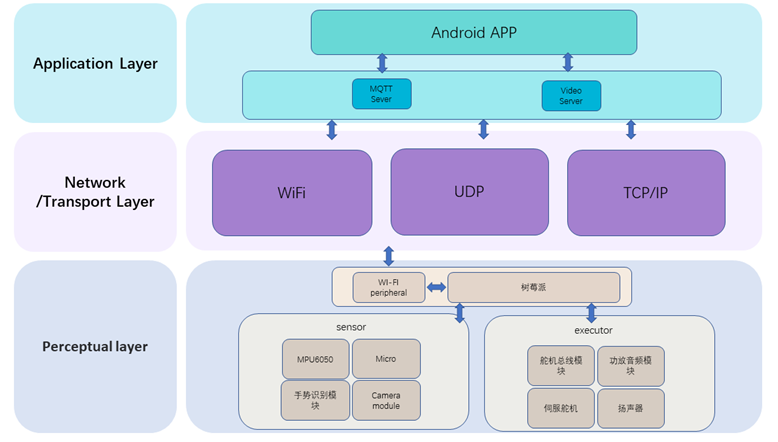 Application Layer
Android APP
MQTT
Sever
Video
Server
Network
/Transport Layer
WiFi
UDP
TCP/IP
Perceptual layer
WI-FI
peripheral
树莓派
sensor
MPU6050
Micro
手势识别模
块
Camera
module
executor
舵机总线模
块
功放音频模
块
伺服舵机
扬声器